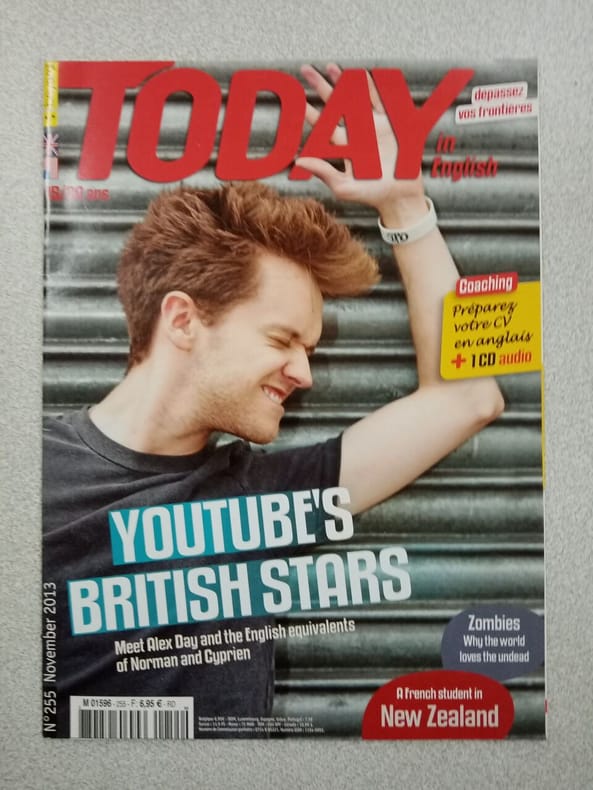 TODAY
in
English
dépassez
vos frontières
ans
Coaching
Préparez
votre CV
en anglais
+ 1 CD audio
YOUTUBE'S
BRITISH STARS
Meet Alex Day and the English equivalents
of Norman and Cyprien
N°255 November 2013
Zombies
Why the world
loves the undead
A french student in
New Zealand
M 01596 - 255 - F: 6,95 € - RD